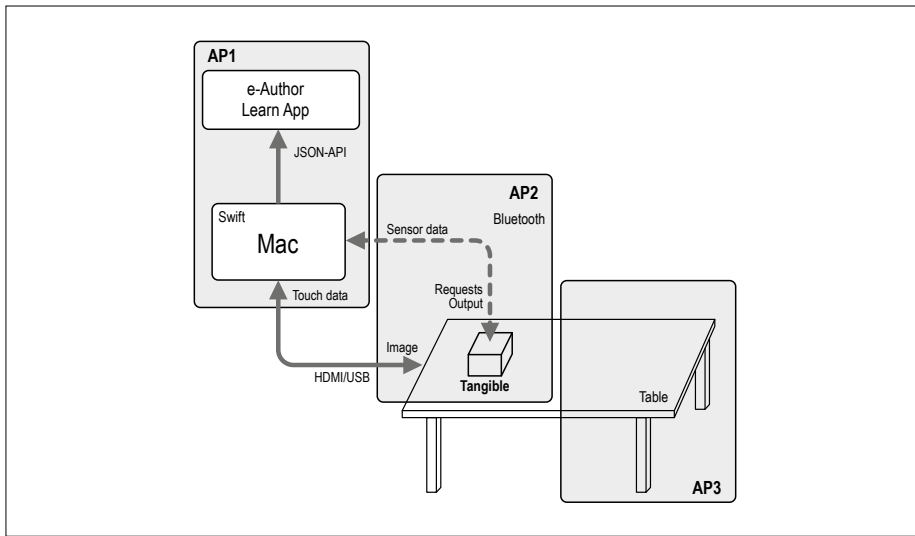 AP1
e-Author
Learn App
JSON-API
Swift
Mac
Touch data
AP2
Bluetooth
Sensor data
Requests
Output
Image
HDMI/USB
Tangible
Table
AP3